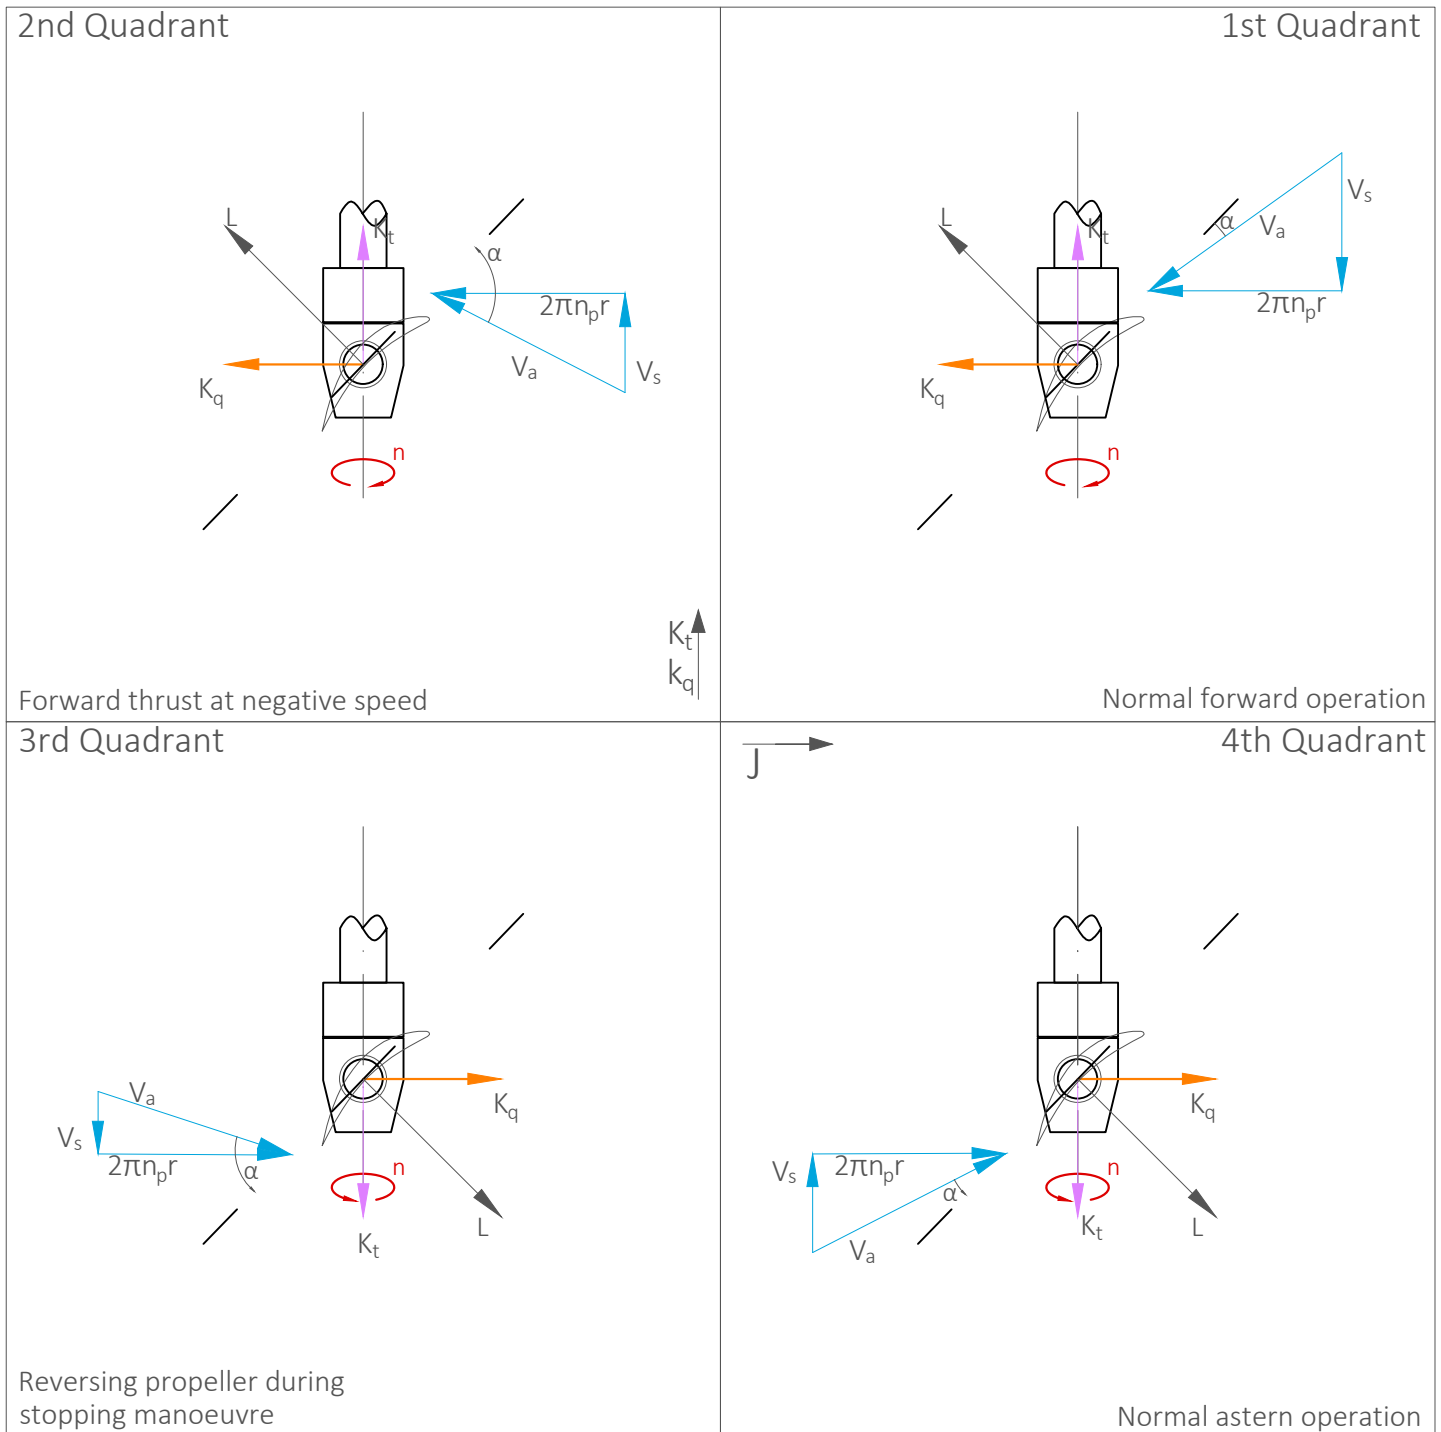 2nd Quadrant
L
Kt
α
2πnpr
Va
Vs
Kq
n
Kt
kq
Forward thrust at negative speed
1st Quadrant
L
Kt
α
Va
Vs
2πnpr
Kq
n
Normal forward operation
3rd Quadrant
Va
Vs
2πnpr
α
Kq
n
L
Kt
Reversing propeller during
stopping manoeuvre
J
4th Quadrant
Kq
Vs
2πnpr
α
Va
n
Kt
L
Normal astern operation